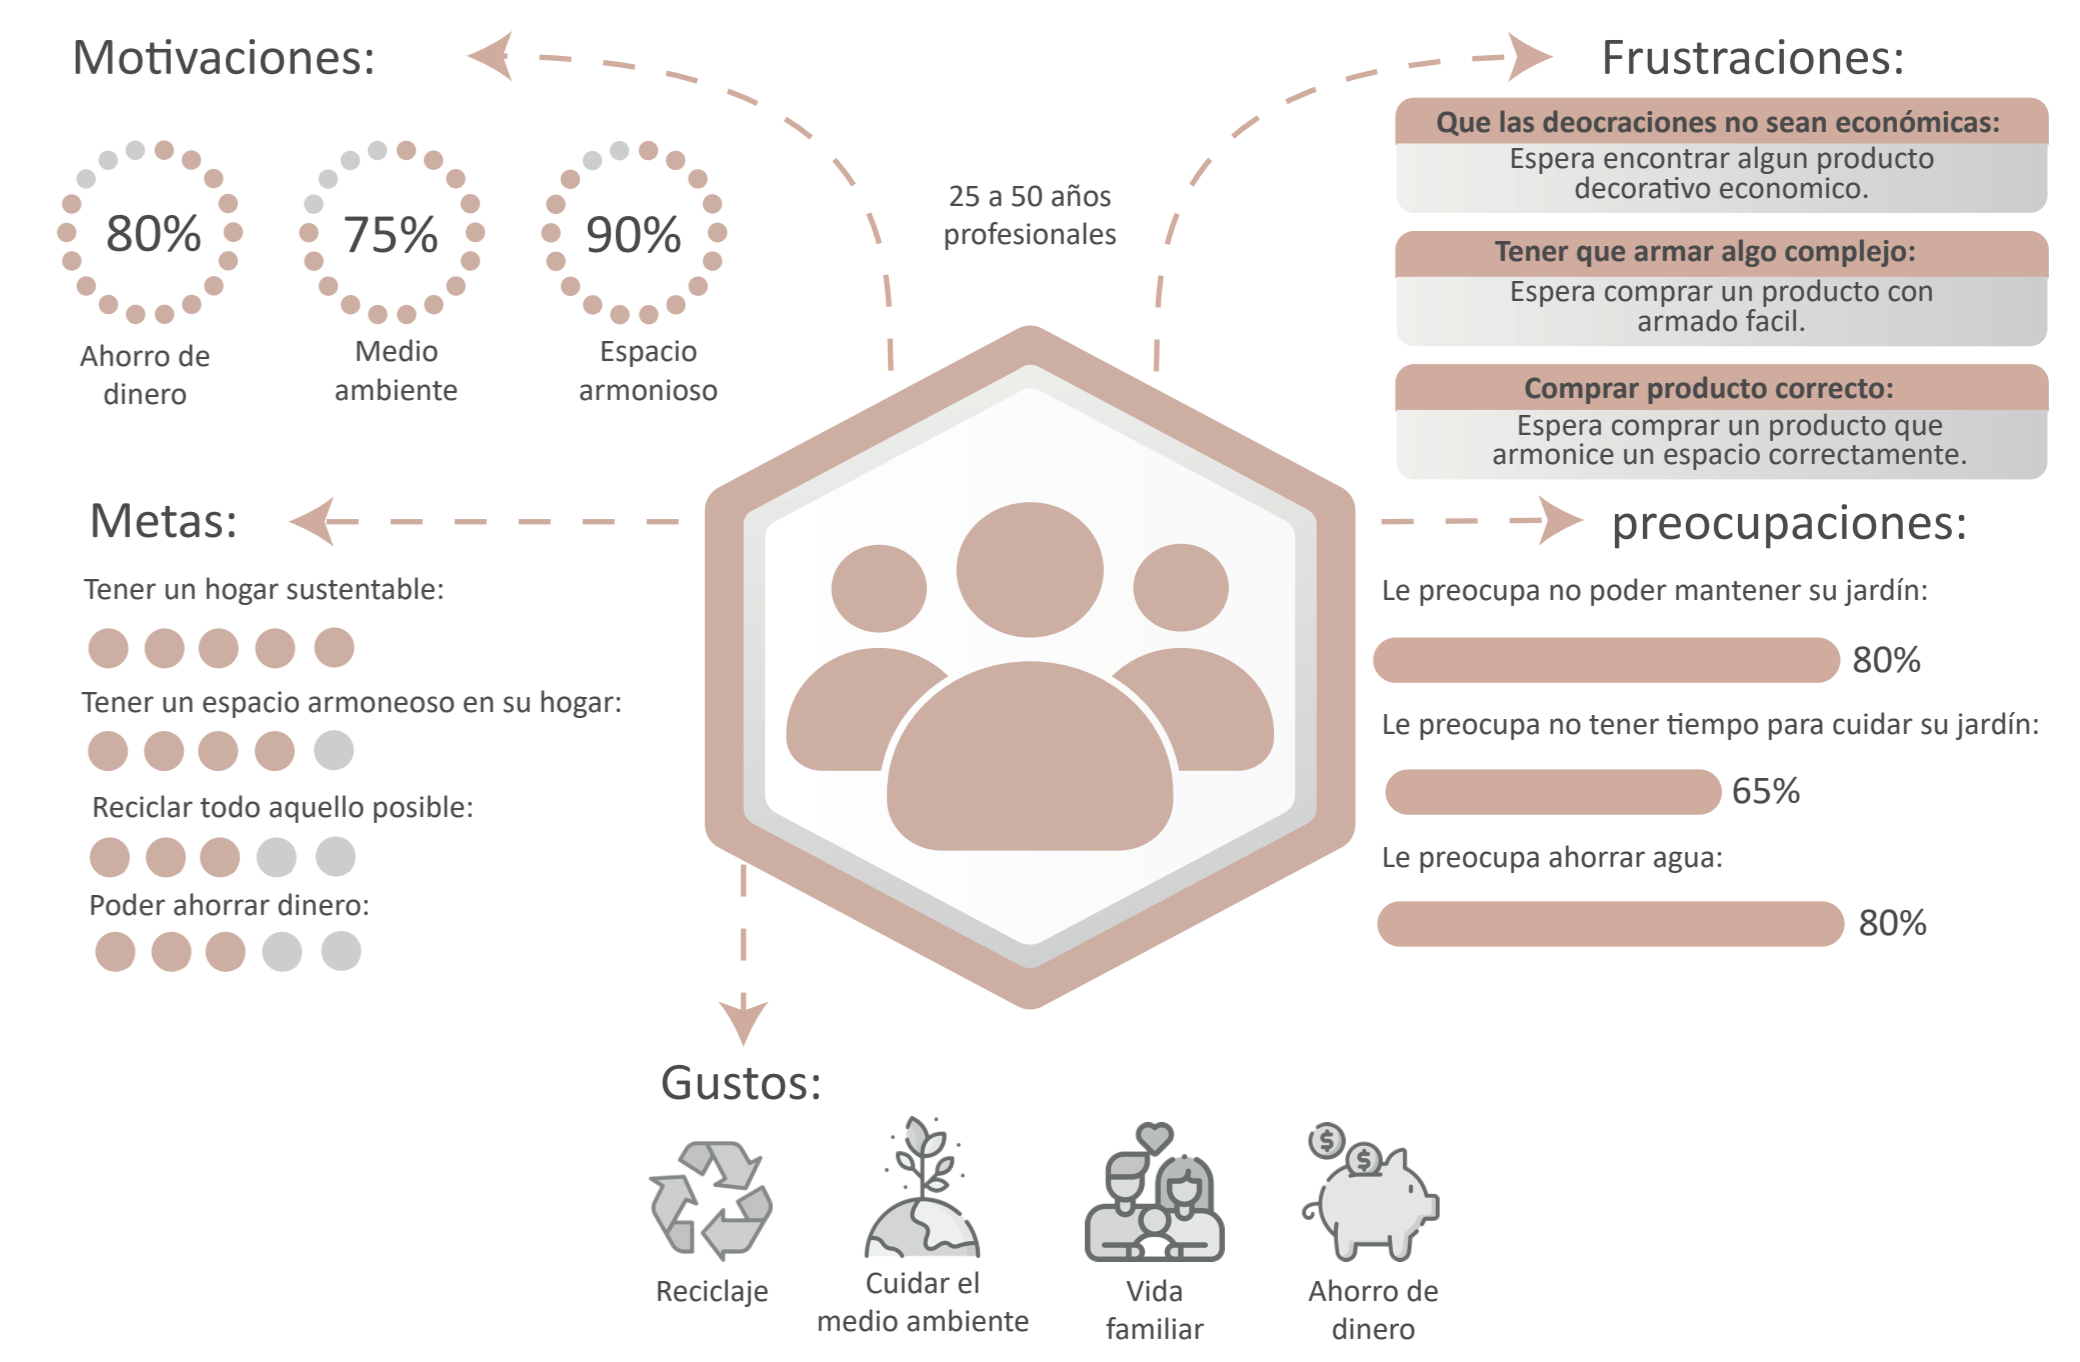 Motivaciones:
80%
Ahorro de
dinero
75%
Medio
ambiente
90%
Espacio
armonioso
25 a 50 años
profesionales
Frustraciones:
Que las deocraciones no sean económicas:
Espera encontrar algun producto
decorativo economico.
Tener que armar algo complejo:
Espera comprar un producto con
armado facil.
Comprar producto correcto:
Espera comprar un producto que
armonice un espacio correctamente.
Metas:
Tener un hogar sustentable:
Tener un espacio armoneoso en su hogar:
Reciclar todo aquello posible:
Poder ahorrar dinero:
preocupaciones:
Le preocupa no poder mantener su jardín:
80%
Le preocupa no tener tiempo para cuidar su jardín:
65%
Le preocupa ahorrar agua:
80%
Gustos:
Reciclaje
Cuidar el
medio ambiente
Vida
familiar
$
$
Ahorro de
dinero